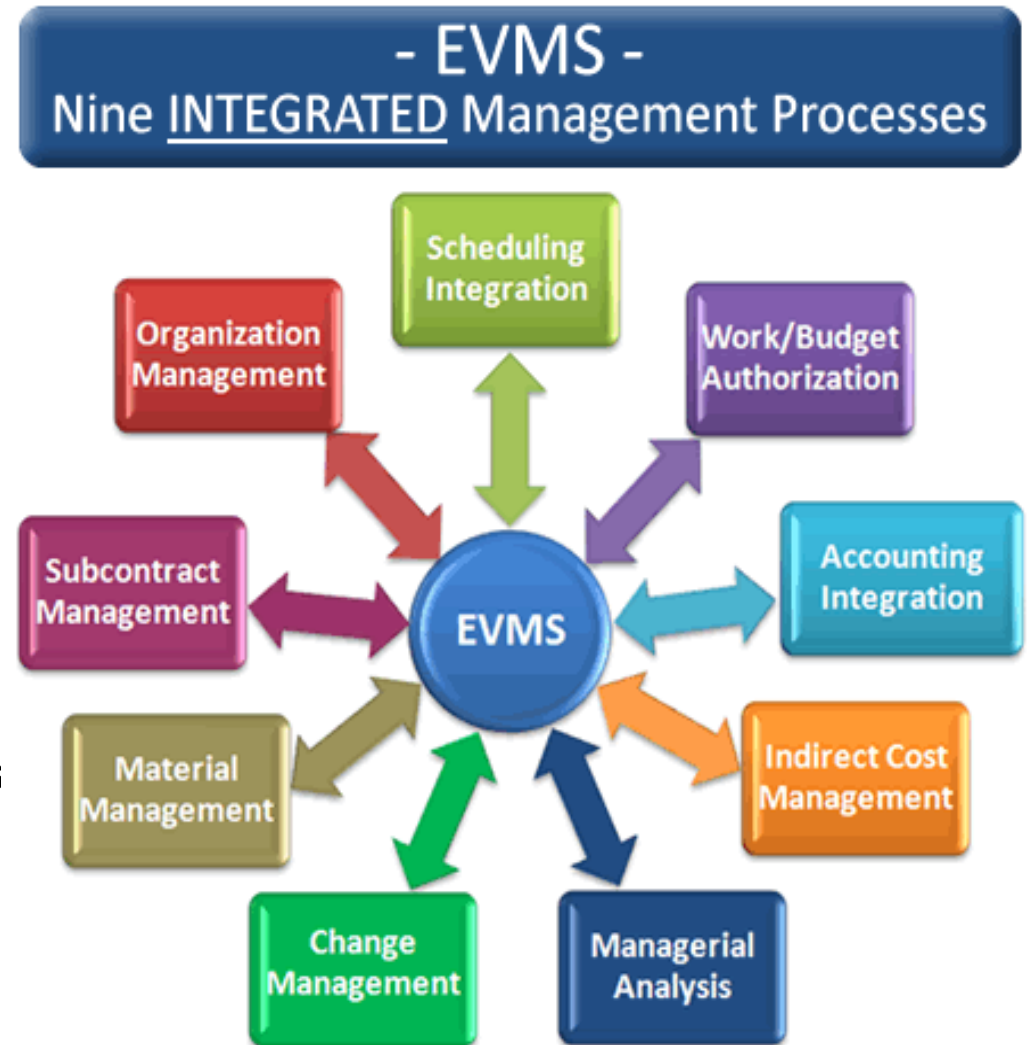 - EVMS -
Nine INTEGRATED Management Processes
Scheduling
Integration
Organization
Management
Work/Budget
Authorization
Subcontract
Management
EVMS
Accounting
Integration
Material
Management
Indirect Cost
Management
Change
Management
Managerial
Analysis